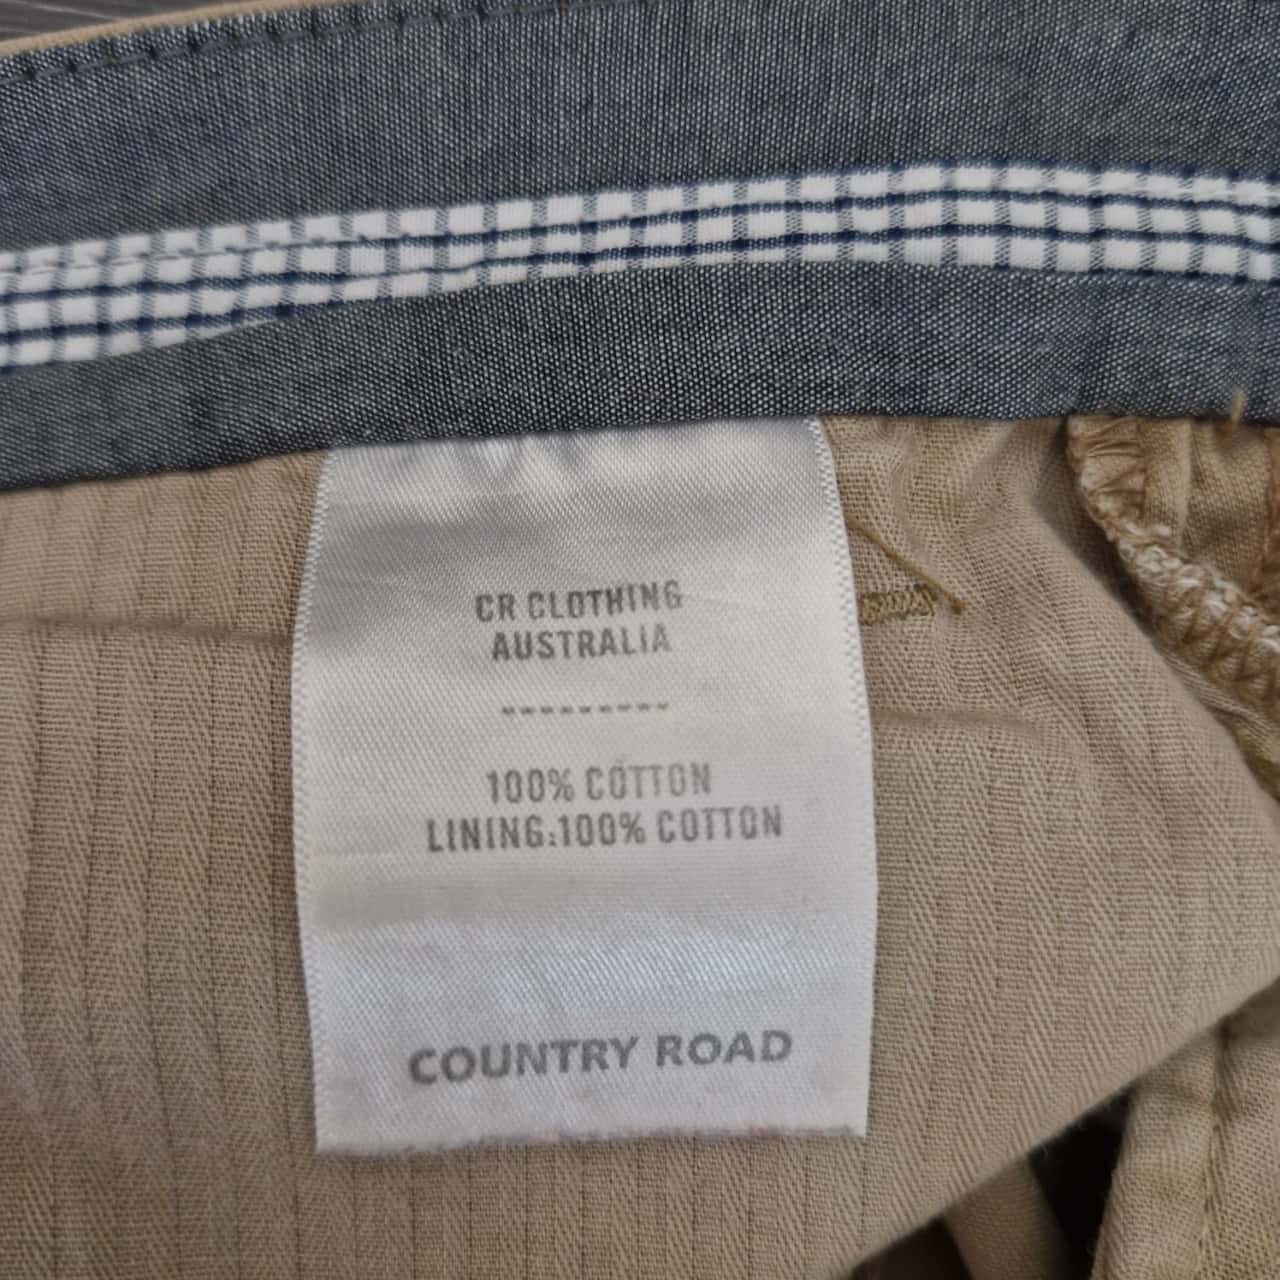 CR CLOTHING
AUSTRALIA
---------
100% COTTON
LINING:100% COTTON
COUNTRY ROAD